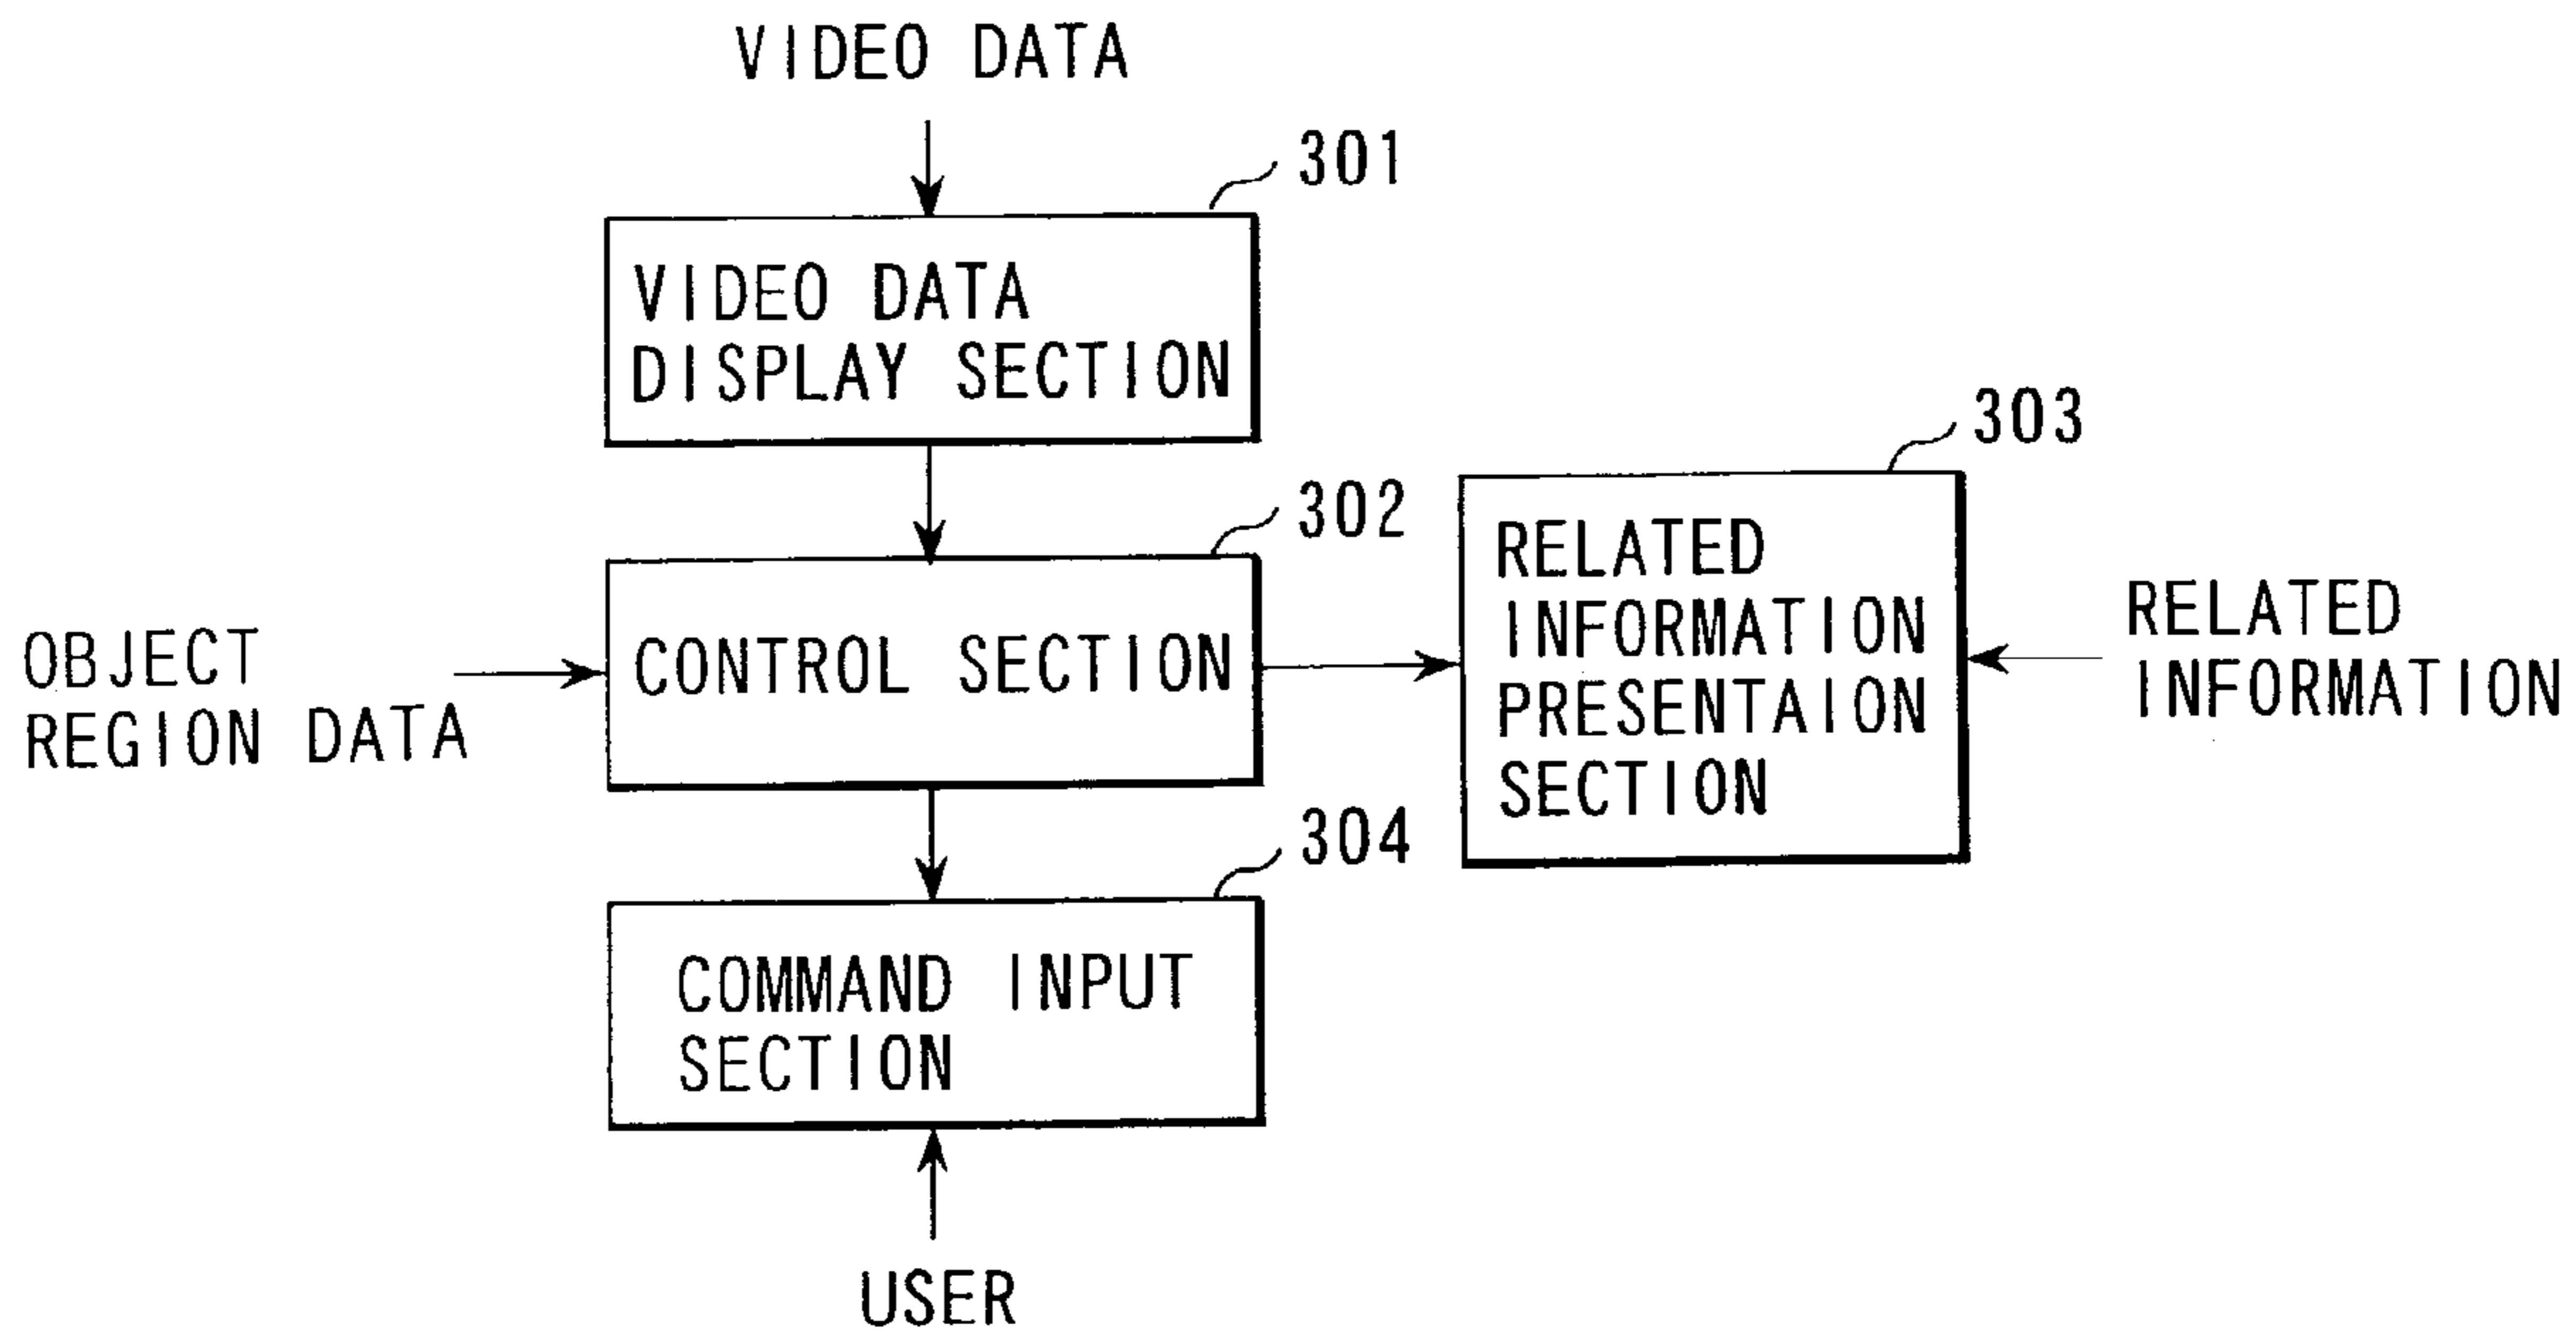 VIDEO DATA
301
VIDEO DATA
DISPLAY SECTION
302
303
OBJECT
REGION DATA
CONTROL SECTION
RELATED
INFORMATION
PRESENTAION
SECTION
RELATED
INFORMATION
304
COMMAND INPUT
SECTION
USER